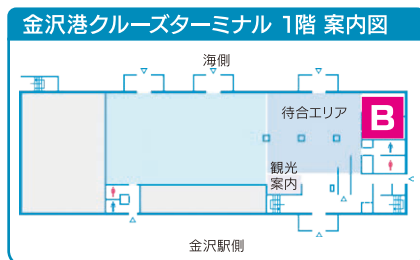 金沢港クルーズターミナル 1階 案内図
海側
待合エリア
B
観光
案内
金沢駅側